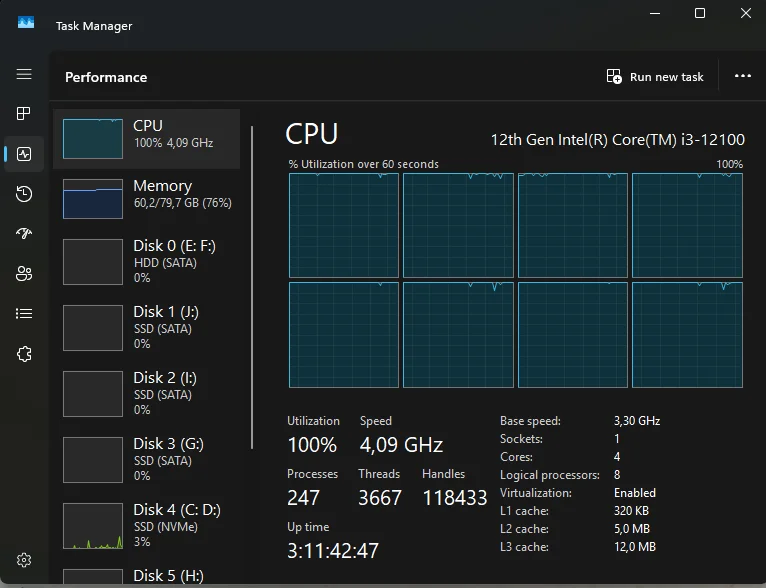 Task Manager
Performance
Run new task
CPU
100% 4,09 GHz
Memory
60,2/79,7 GB (76%)
Disk 0 (E: F:)
HDD (SATA)
0%
Disk 1 (J:)
SSD (SATA)
0%
Disk 2 (I:)
SSD (SATA)
0%
Disk 3 (G:)
SSD (SATA)
0%
Disk 4 (C: D:)
SSD (NVMe)
3%
Disk 5 (H:)
CPU
12th Gen Intel(R) Core(TM) i3-12100
% Utilization over 60 seconds
100%
Utilization
Speed
100%
4,09 GHz
Processes
Threads
Handles
247
3667
118433
Up time
3:11:42:47
Base speed:
3,30 GHz
Sockets:
1
Cores:
4
Logical processors:
8
Virtualization:
Enabled
L1 cache:
320 KB
L2 cache:
5,0 MB
L3 cache:
12,0 MB